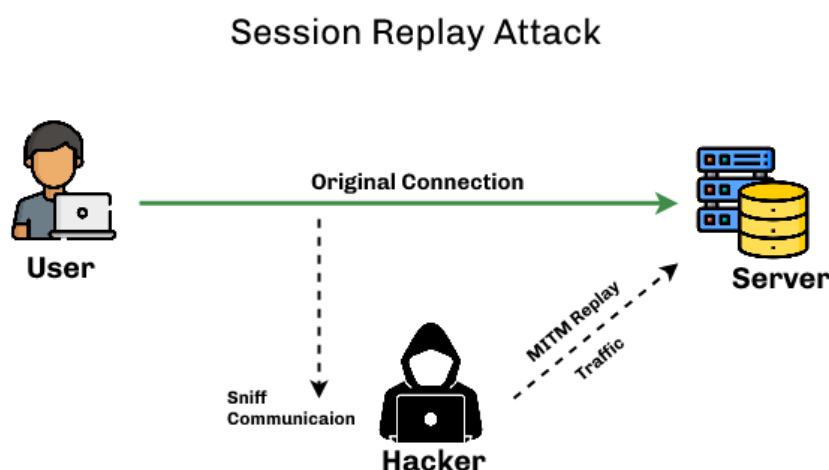 Session Replay Attack
Original Connection
User
Server
MITM Replay
Traffic
Sniff
Communicaion
Hacker